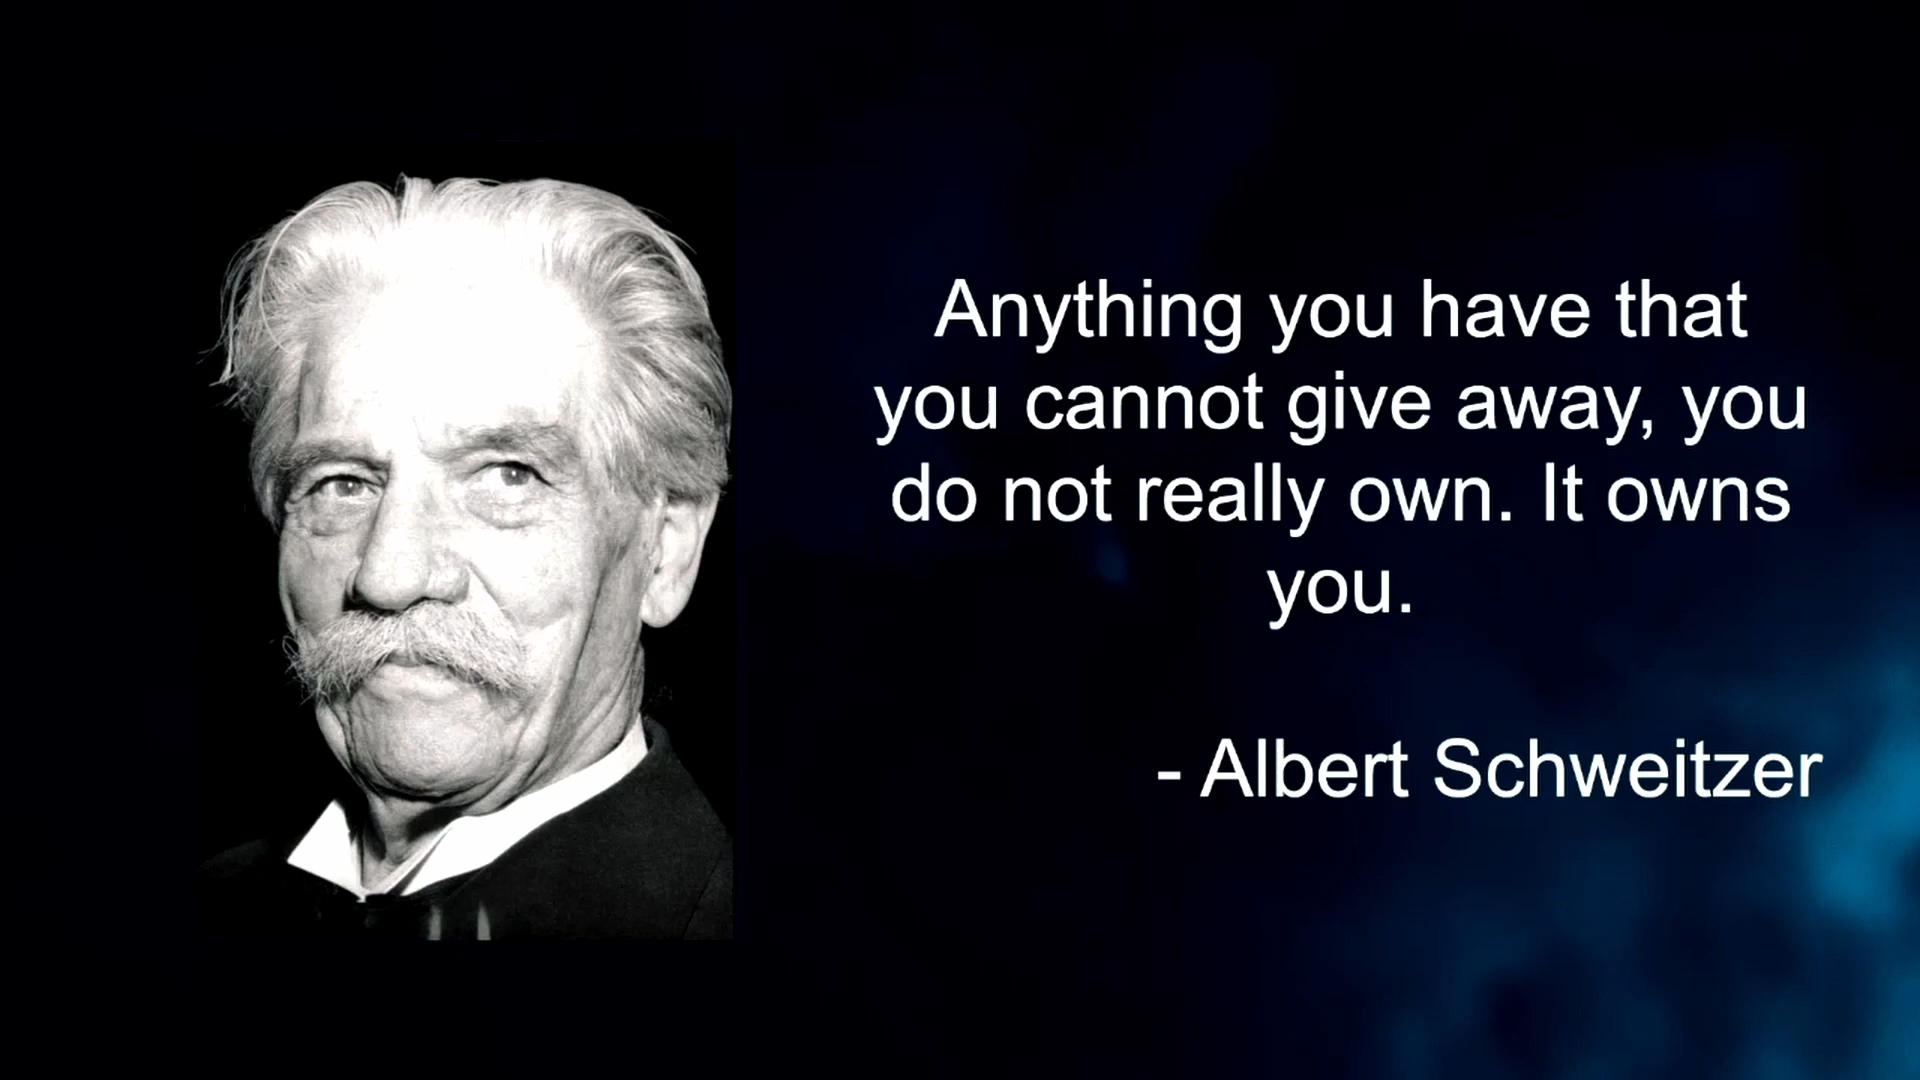 Anything you have that
you cannot give away, you
do not really own. It owns
you.
- Albert Schweitzer